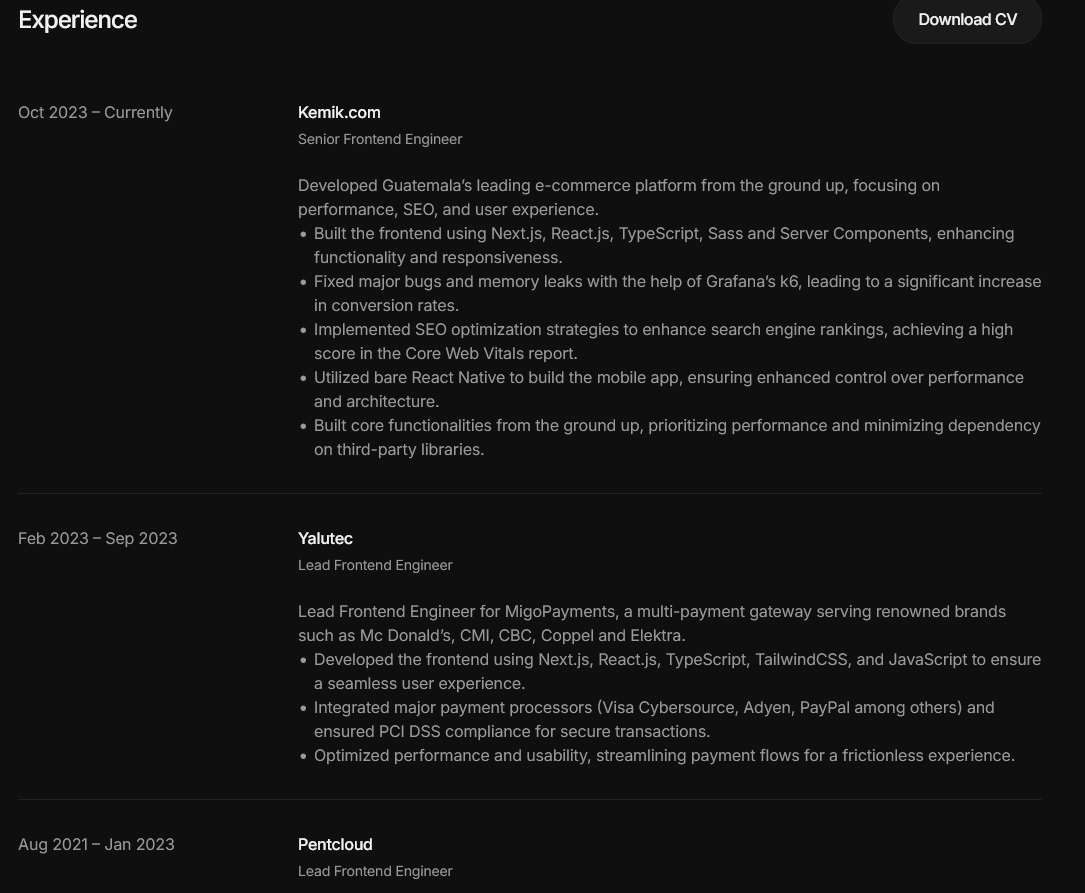 Experience
Download CV
Oct 2023 – Currently
Kemik.com
Senior Frontend Engineer
Developed Guatemala’s leading e-commerce platform from the ground up, focusing on
performance, SEO, and user experience.
• Built the frontend using Next.js, React.js, TypeScript, Sass and Server Components, enhancing
functionality and responsiveness.
• Fixed major bugs and memory leaks with the help of Grafana’s k6, leading to a significant increase
in conversion rates.
• Implemented SEO optimization strategies to enhance search engine rankings, achieving a high
score in the Core Web Vitals report.
• Utilized bare React Native to build the mobile app, ensuring enhanced control over performance
and architecture.
• Built core functionalities from the ground up, prioritizing performance and minimizing dependency
on third-party libraries.
Feb 2023 – Sep 2023
Yalutec
Lead Frontend Engineer
Lead Frontend Engineer for MigoPayments, a multi-payment gateway serving renowned brands
such as Mc Donald’s, CMI, CBC, Coppel and Elektra.
• Developed the frontend using Next.js, React.js, TypeScript, TailwindCSS, and JavaScript to ensure
a seamless user experience.
• Integrated major payment processors (Visa Cybersource, Adyen, PayPal among others) and
ensured PCI DSS compliance for secure transactions.
• Optimized performance and usability, streamlining payment flows for a frictionless experience.
Aug 2021 – Jan 2023
Pentcloud
Lead Frontend Engineer